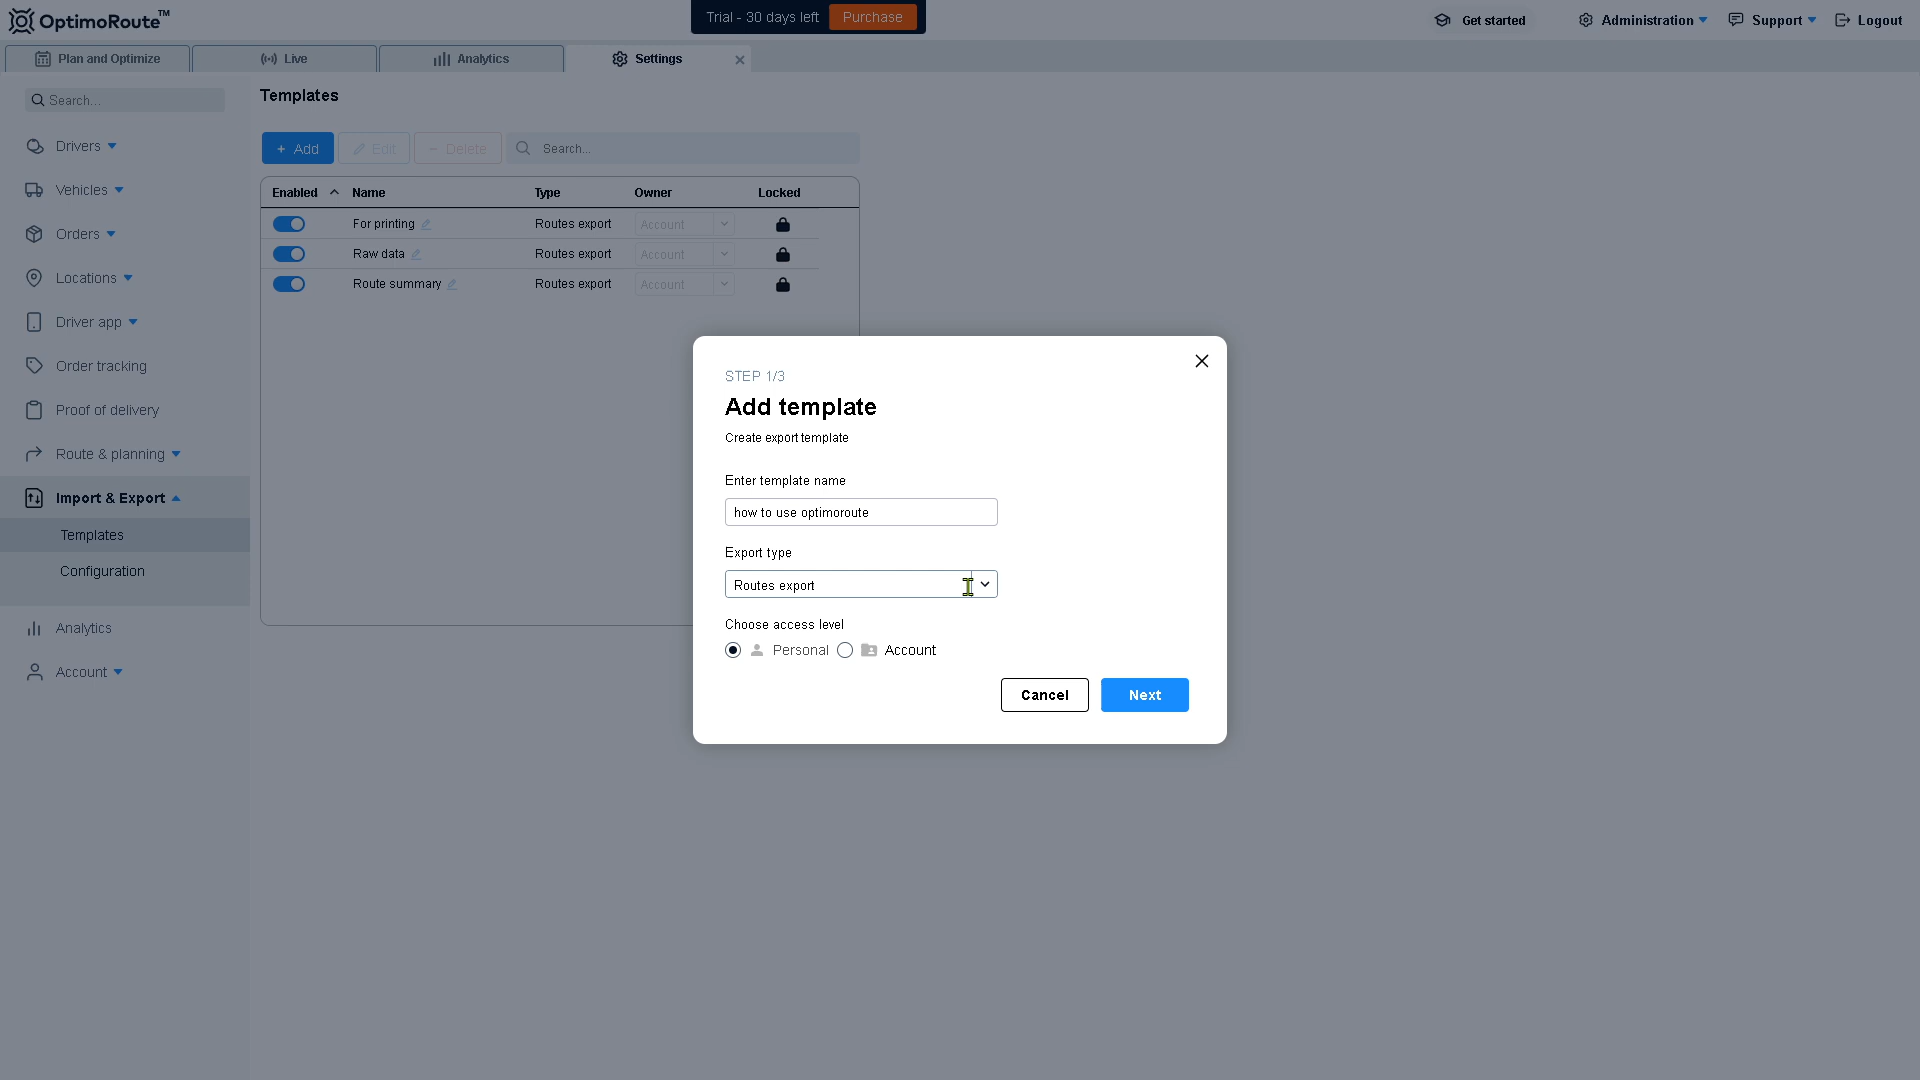 OptimoRoute™
Trial - 30 days left
Purchase
Get started
Administration
Support
Logout
Plan and Optimize
Live
Analytics
Settings
Search...
Drivers
Vehicles
Orders
Locations
Driver app
Order tracking
Proof of delivery
Route & planning
Import & Export
Templates
Configuration
Analytics
Account
Templates
+ Add
Edit
Delete
Search...
Enabled Name Type Owner Locked
For printing Routes export Account
Raw data Routes export Account
Route summary Routes export Account
STEP 1/3
Add template
Create export template
Enter template name
how to use optimoroute
Export type
Routes export
Choose access level
Personal Account
Cancel Next